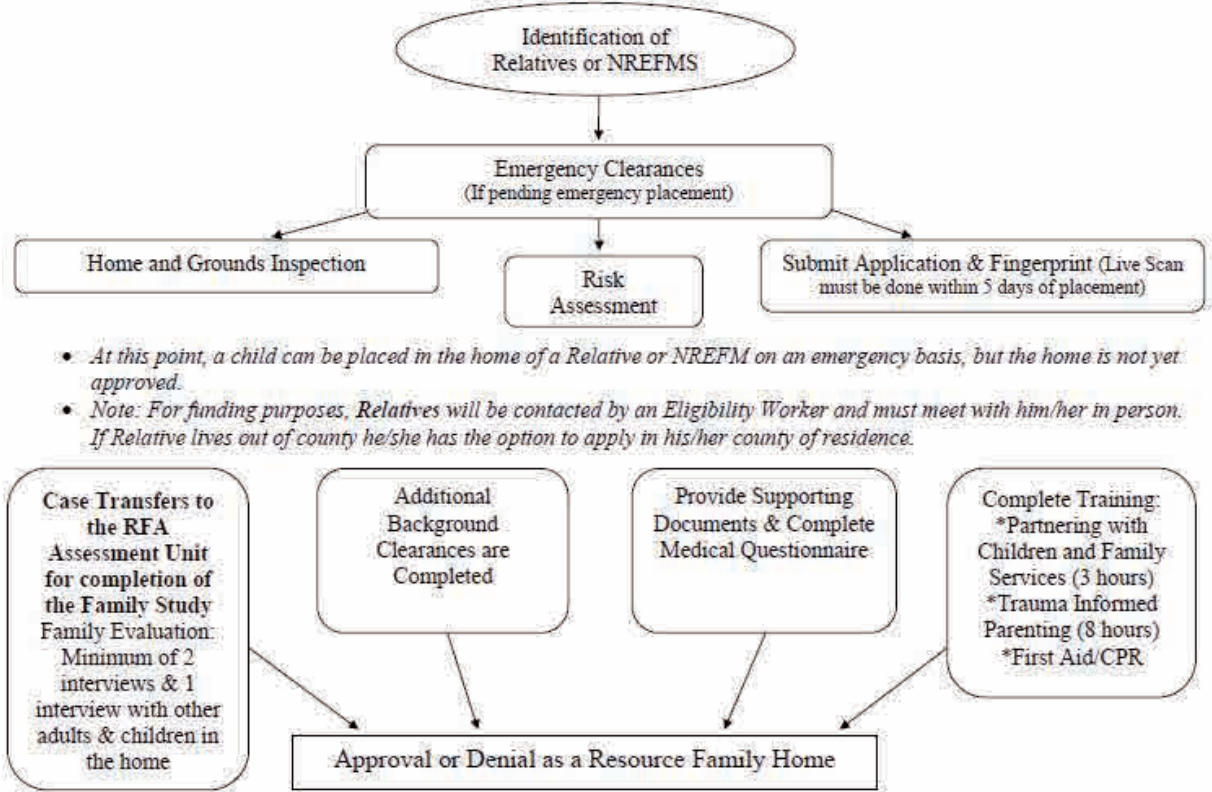 Identification of
Relatives or NREFMS
Emergency Clearances
(If pending emergency placement)
Home and Grounds Inspection
Risk
Assessment
Submit Application & Fingerprint (Live Scan
must be done within 5 days of placement)
• At this point, a child can be placed in the home of a Relative or NREFM on an emergency basis, but the home is not yet
approved.
• Note: For funding purposes, Relatives will be contacted by an Eligibility Worker and must meet with him/her in person.
If Relative lives out of county he/she has the option to apply in his/her county of residence.
Case Transfers to
the RFA
Assessment Unit
for completion of
the Family Study
Family Evaluation:
Minimum of 2
interviews & 1
interview with other
adults & children in
the home
Additional
Background
Clearances are
Completed
Provide Supporting
Documents & Complete
Medical Questionnaire
Complete Training:
*Partnering with
Children and Family
Services (3 hours)
*Trauma Informed
Parenting (8 hours)
*First Aid/CPR
Approval or Denial as a Resource Family Home